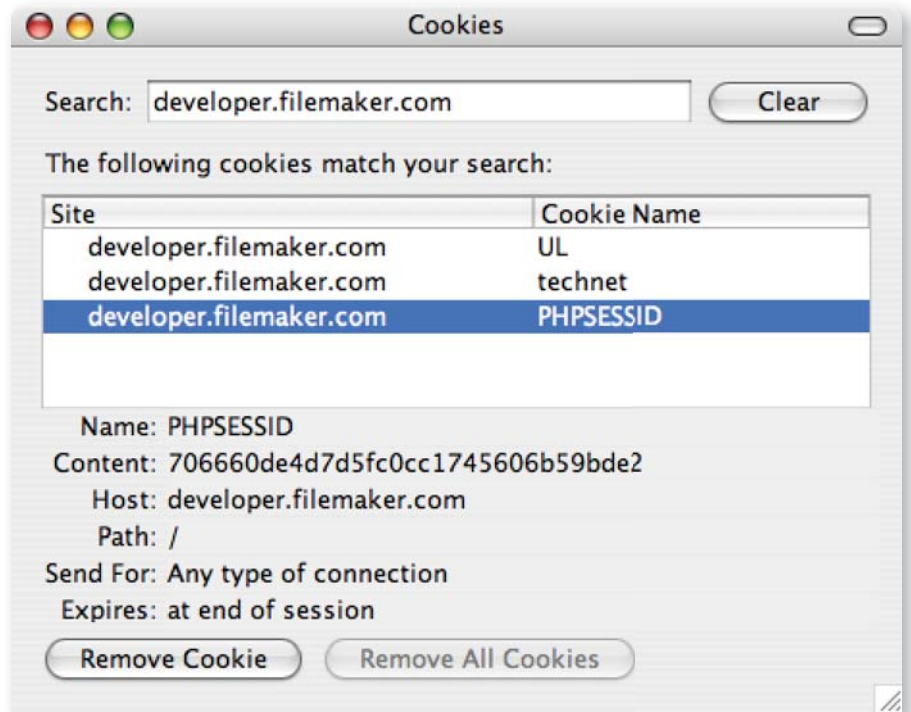 Cookies
Search: developer.filemaker.com Clear
The following cookies match your search:
Site Cookie Name
developer.filemaker.com UL
developer.filemaker.com technet
developer.filemaker.com PHPSESSID
Name: PHPSESSID
Content: 706660de4d7d5fc0cc1745606b59bde2
Host: developer.filemaker.com
Path: /
Send For: Any type of connection
Expires: at end of session
Remove Cookie Remove All Cookies